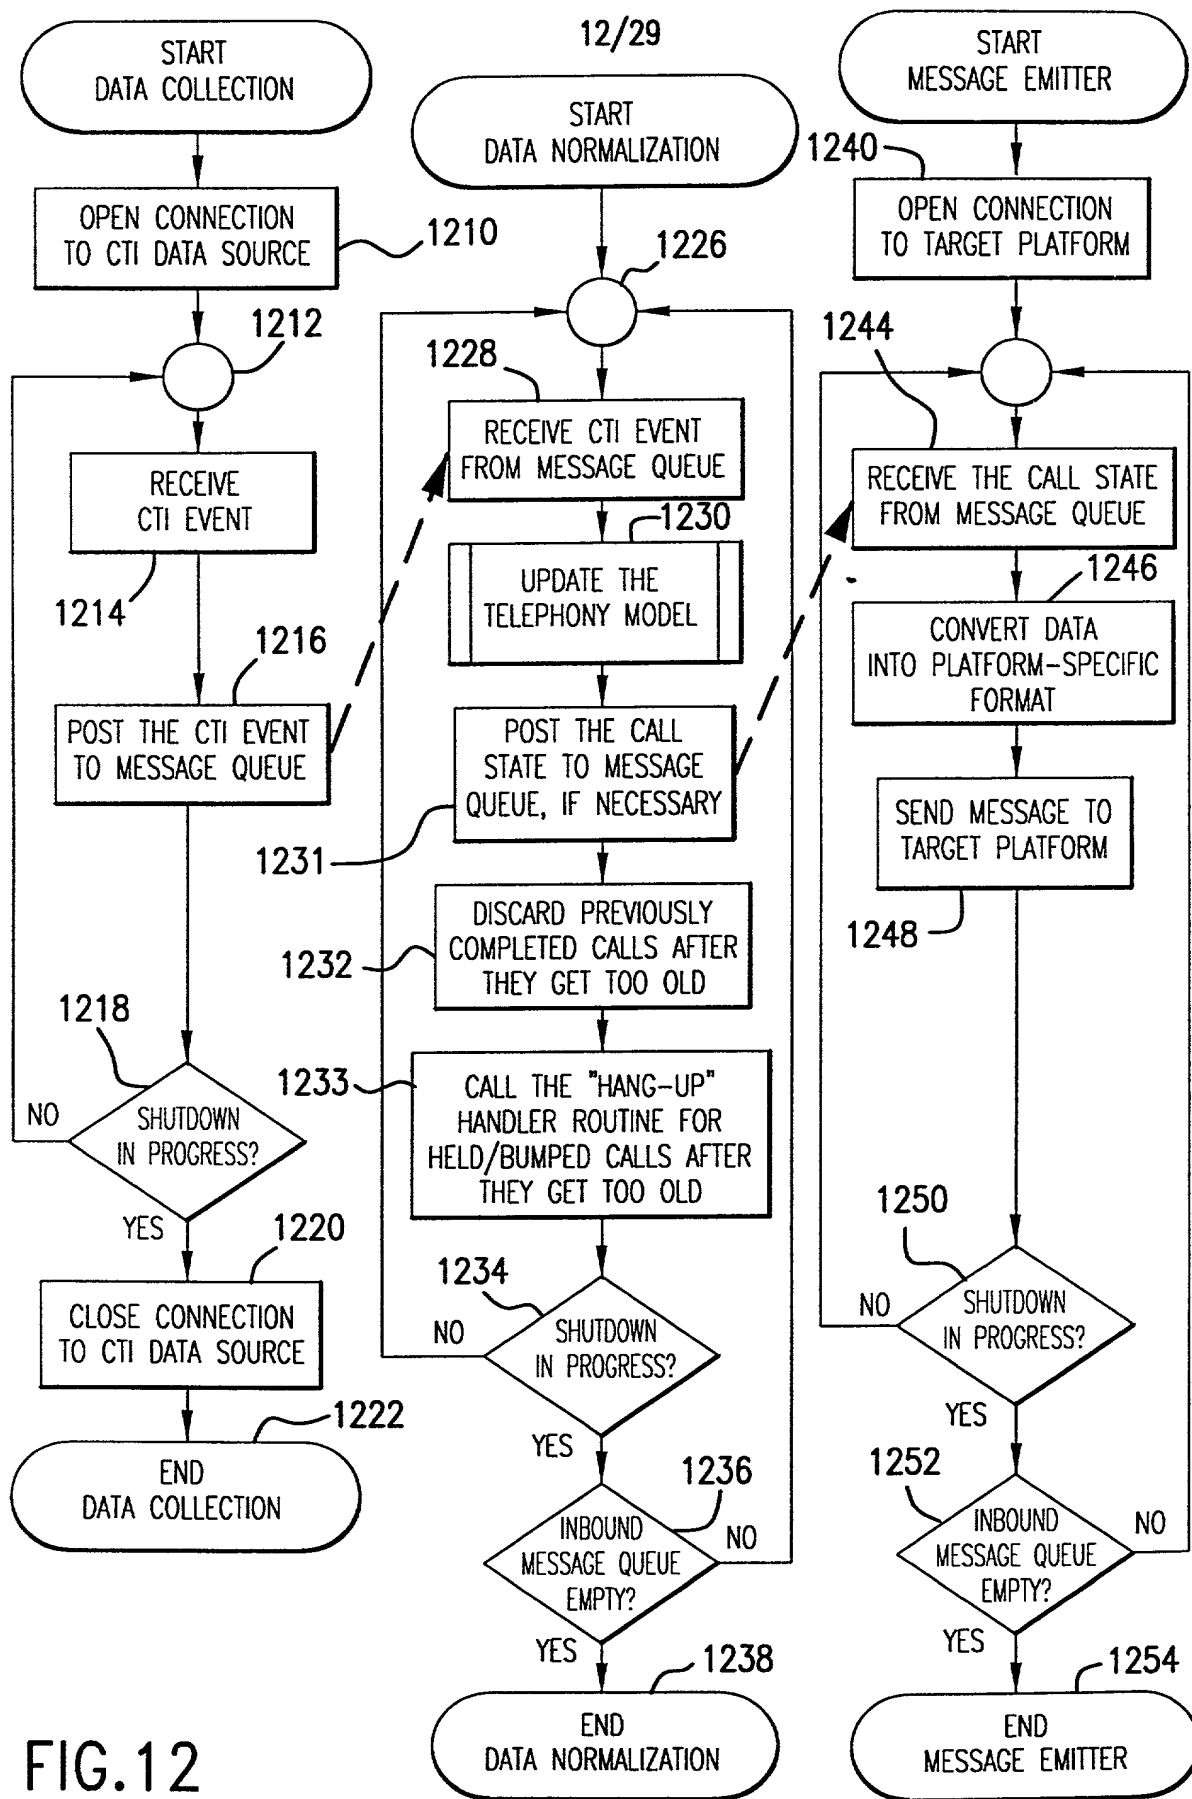 12/29
START
DATA COLLECTION
OPEN CONNECTION
TO CTI DATA SOURCE
1210
1212
RECEIVE
CTI EVENT
1214
1216
POST THE CTI EVENT
TO MESSAGE QUEUE
1218
SHUTDOWN
IN PROGRESS?
NO
YES
1220
CLOSE CONNECTION
TO CTI DATA SOURCE
1222
END
DATA COLLECTION
START
DATA NORMALIZATION
1226
1228
RECEIVE CTI EVENT
FROM MESSAGE QUEUE
1230
UPDATE THE
TELEPHONY MODEL
POST THE CALL
STATE TO MESSAGE
QUEUE, IF NECESSARY
1231
DISCARD PREVIOUSLY
COMPLETED CALLS AFTER
THEY GET TOO OLD
1232
1233
CALL THE "HANG-UP"
HANDLER ROUTINE FOR
HELD/BUMPED CALLS AFTER
THEY GET TOO OLD
1234
SHUTDOWN
IN PROGRESS?
NO
YES
1236
INBOUND
MESSAGE QUEUE
EMPTY?
NO
YES
1238
END
DATA NORMALIZATION
START
MESSAGE EMITTER
1240
OPEN CONNECTION
TO TARGET PLATFORM
1244
RECEIVE THE CALL STATE
FROM MESSAGE QUEUE
1246
CONVERT DATA
INTO PLATFORM-SPECIFIC
FORMAT
SEND MESSAGE TO
TARGET PLATFORM
1248
1250
SHUTDOWN
IN PROGRESS?
NO
YES
1252
INBOUND
MESSAGE QUEUE
EMPTY?
NO
YES
1254
END
MESSAGE EMITTER
FIG.12